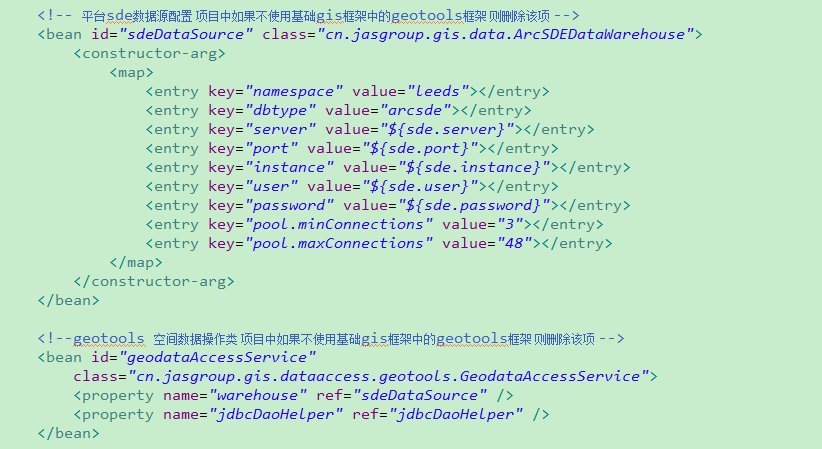 <!-- 平台sde数据源配置 项目中如果不使用基础gis框架中的geotools框架 则删除该项 -->
<bean id="sdeDataSource" class="cn.jasgroup.gis.data.ArcSDEDataWarehouse">
<constructor-arg>
<map>
<entry key="namespace" value="leeds"></entry>
<entry key="dbtype" value="arcsde"></entry>
<entry key="server" value="${sde.server}"></entry>
<entry key="port" value="${sde.port}"></entry>
<entry key="instance" value="${sde.instance}"></entry>
<entry key="user" value="${sde.user}"></entry>
<entry key="password" value="${sde.password}"></entry>
<entry key="pool.minConnections" value="3"></entry>
<entry key="pool.maxConnections" value="48"></entry>
</map>
</constructor-arg>
</bean>
<!--geotools 空间数据操作类 项目中如果不使用基础gis框架中的geotools框架 则删除该项 -->
<bean id="geodataAccessService"
class="cn.jasgroup.gis.dataaccess.geotools.GeodataAccessService">
<property name="warehouse" ref="sdeDataSource" />
<property name="jdbcDaoHelper" ref="jdbcDaoHelper" />
</bean>